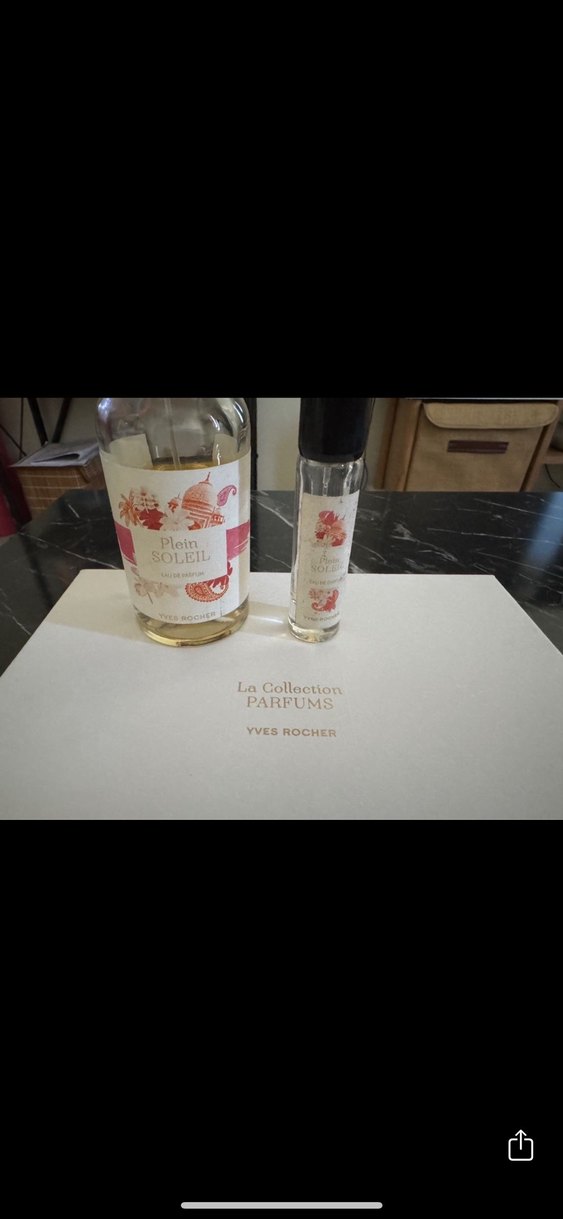 Plein
SOLEIL
EAU DE PARFUM
YVES ROCHER
Plein
SOLEIL
EAU DE PARFUM
YVES ROCHER
La Collection
PARFUMS
YVES ROCHER